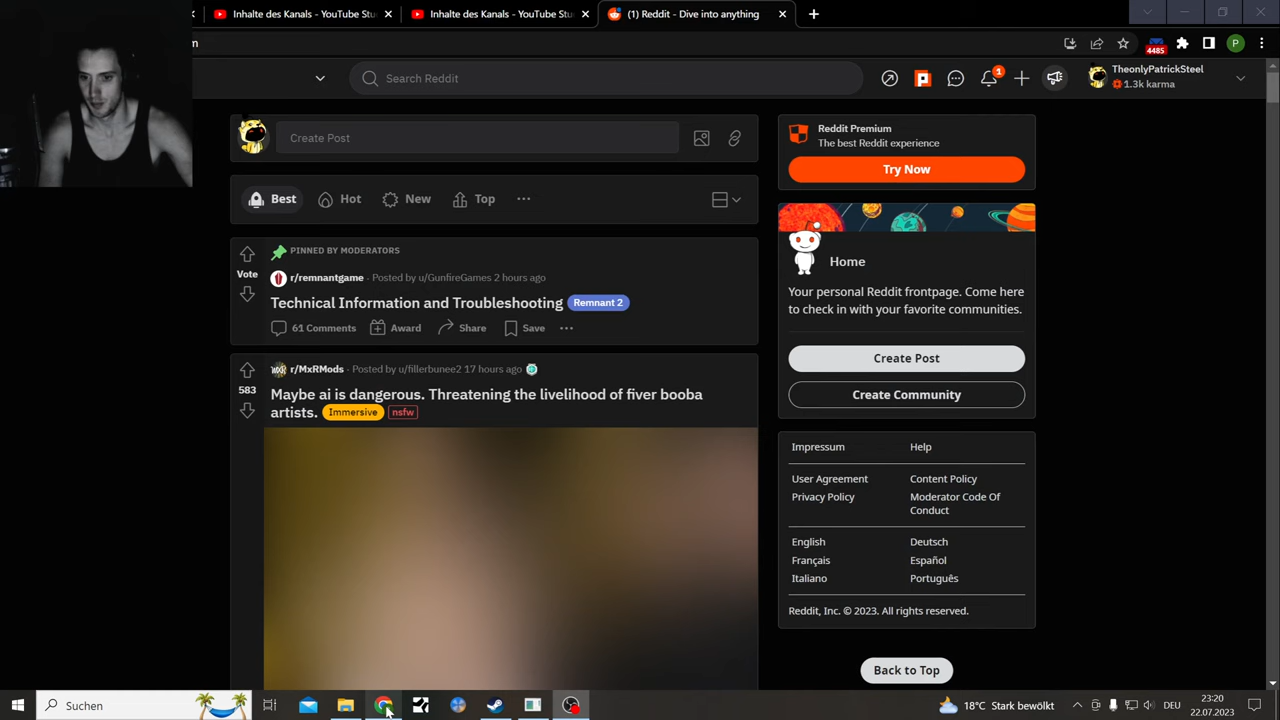 Inhalte des Kanals - YouTube Stu
Inhalte des Kanals - YouTube Stu
(1) Reddit - Dive into anything
m
4485
P
Search Reddit
1
TheonlyPatrickSteel
1.3k karma
Create Post
Best
Hot
New
Top
PINNED BY MODERATORS
Vote
r/remnantgame · Posted by u/GunfireGames 2 hours ago
Technical Information and Troubleshooting Remnant 2
61 Comments Award Share Save
583
r/MxRMods · Posted by u/fillerbunee2 17 hours ago
Maybe ai is dangerous. Threatening the livelihood of fiver booba
artists. Immersive nsfw
Reddit Premium
The best Reddit experience
Try Now
Home
Your personal Reddit frontpage. Come here
to check in with your favorite communities.
Create Post
Create Community
Impressum Help
User Agreement Content Policy
Privacy Policy Moderator Code Of
Conduct
English Deutsch
Français Español
Italiano Português
Reddit, Inc. © 2023. All rights reserved.
Back to Top
Suchen
18°C Stark bewölkt
DEU
23:20
22.07.2023